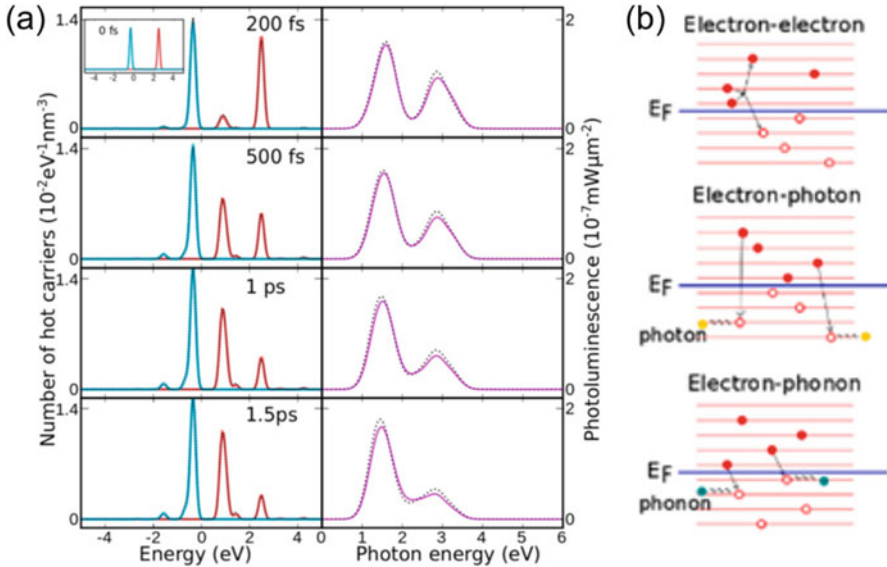 (a)
Number of hot carriers (10⁻²eV⁻¹nm⁻³)
1.4
0
0 fs
-4 -2 0 2 4
200 fs
2
0
1.4
0
500 fs
2
0
1.4
0
1 ps
2
0
1.4
0
1.5ps
2
0
-4 -2 0 2 4
Energy (eV)
0 1 2 3 4 5 6
Photon energy (eV)
Photoluminescence (10⁻⁷mWμm⁻²)
(b)
Electron-electron
E_F
Electron-photon
E_F
photon
Electron-phonon
E_F
phonon